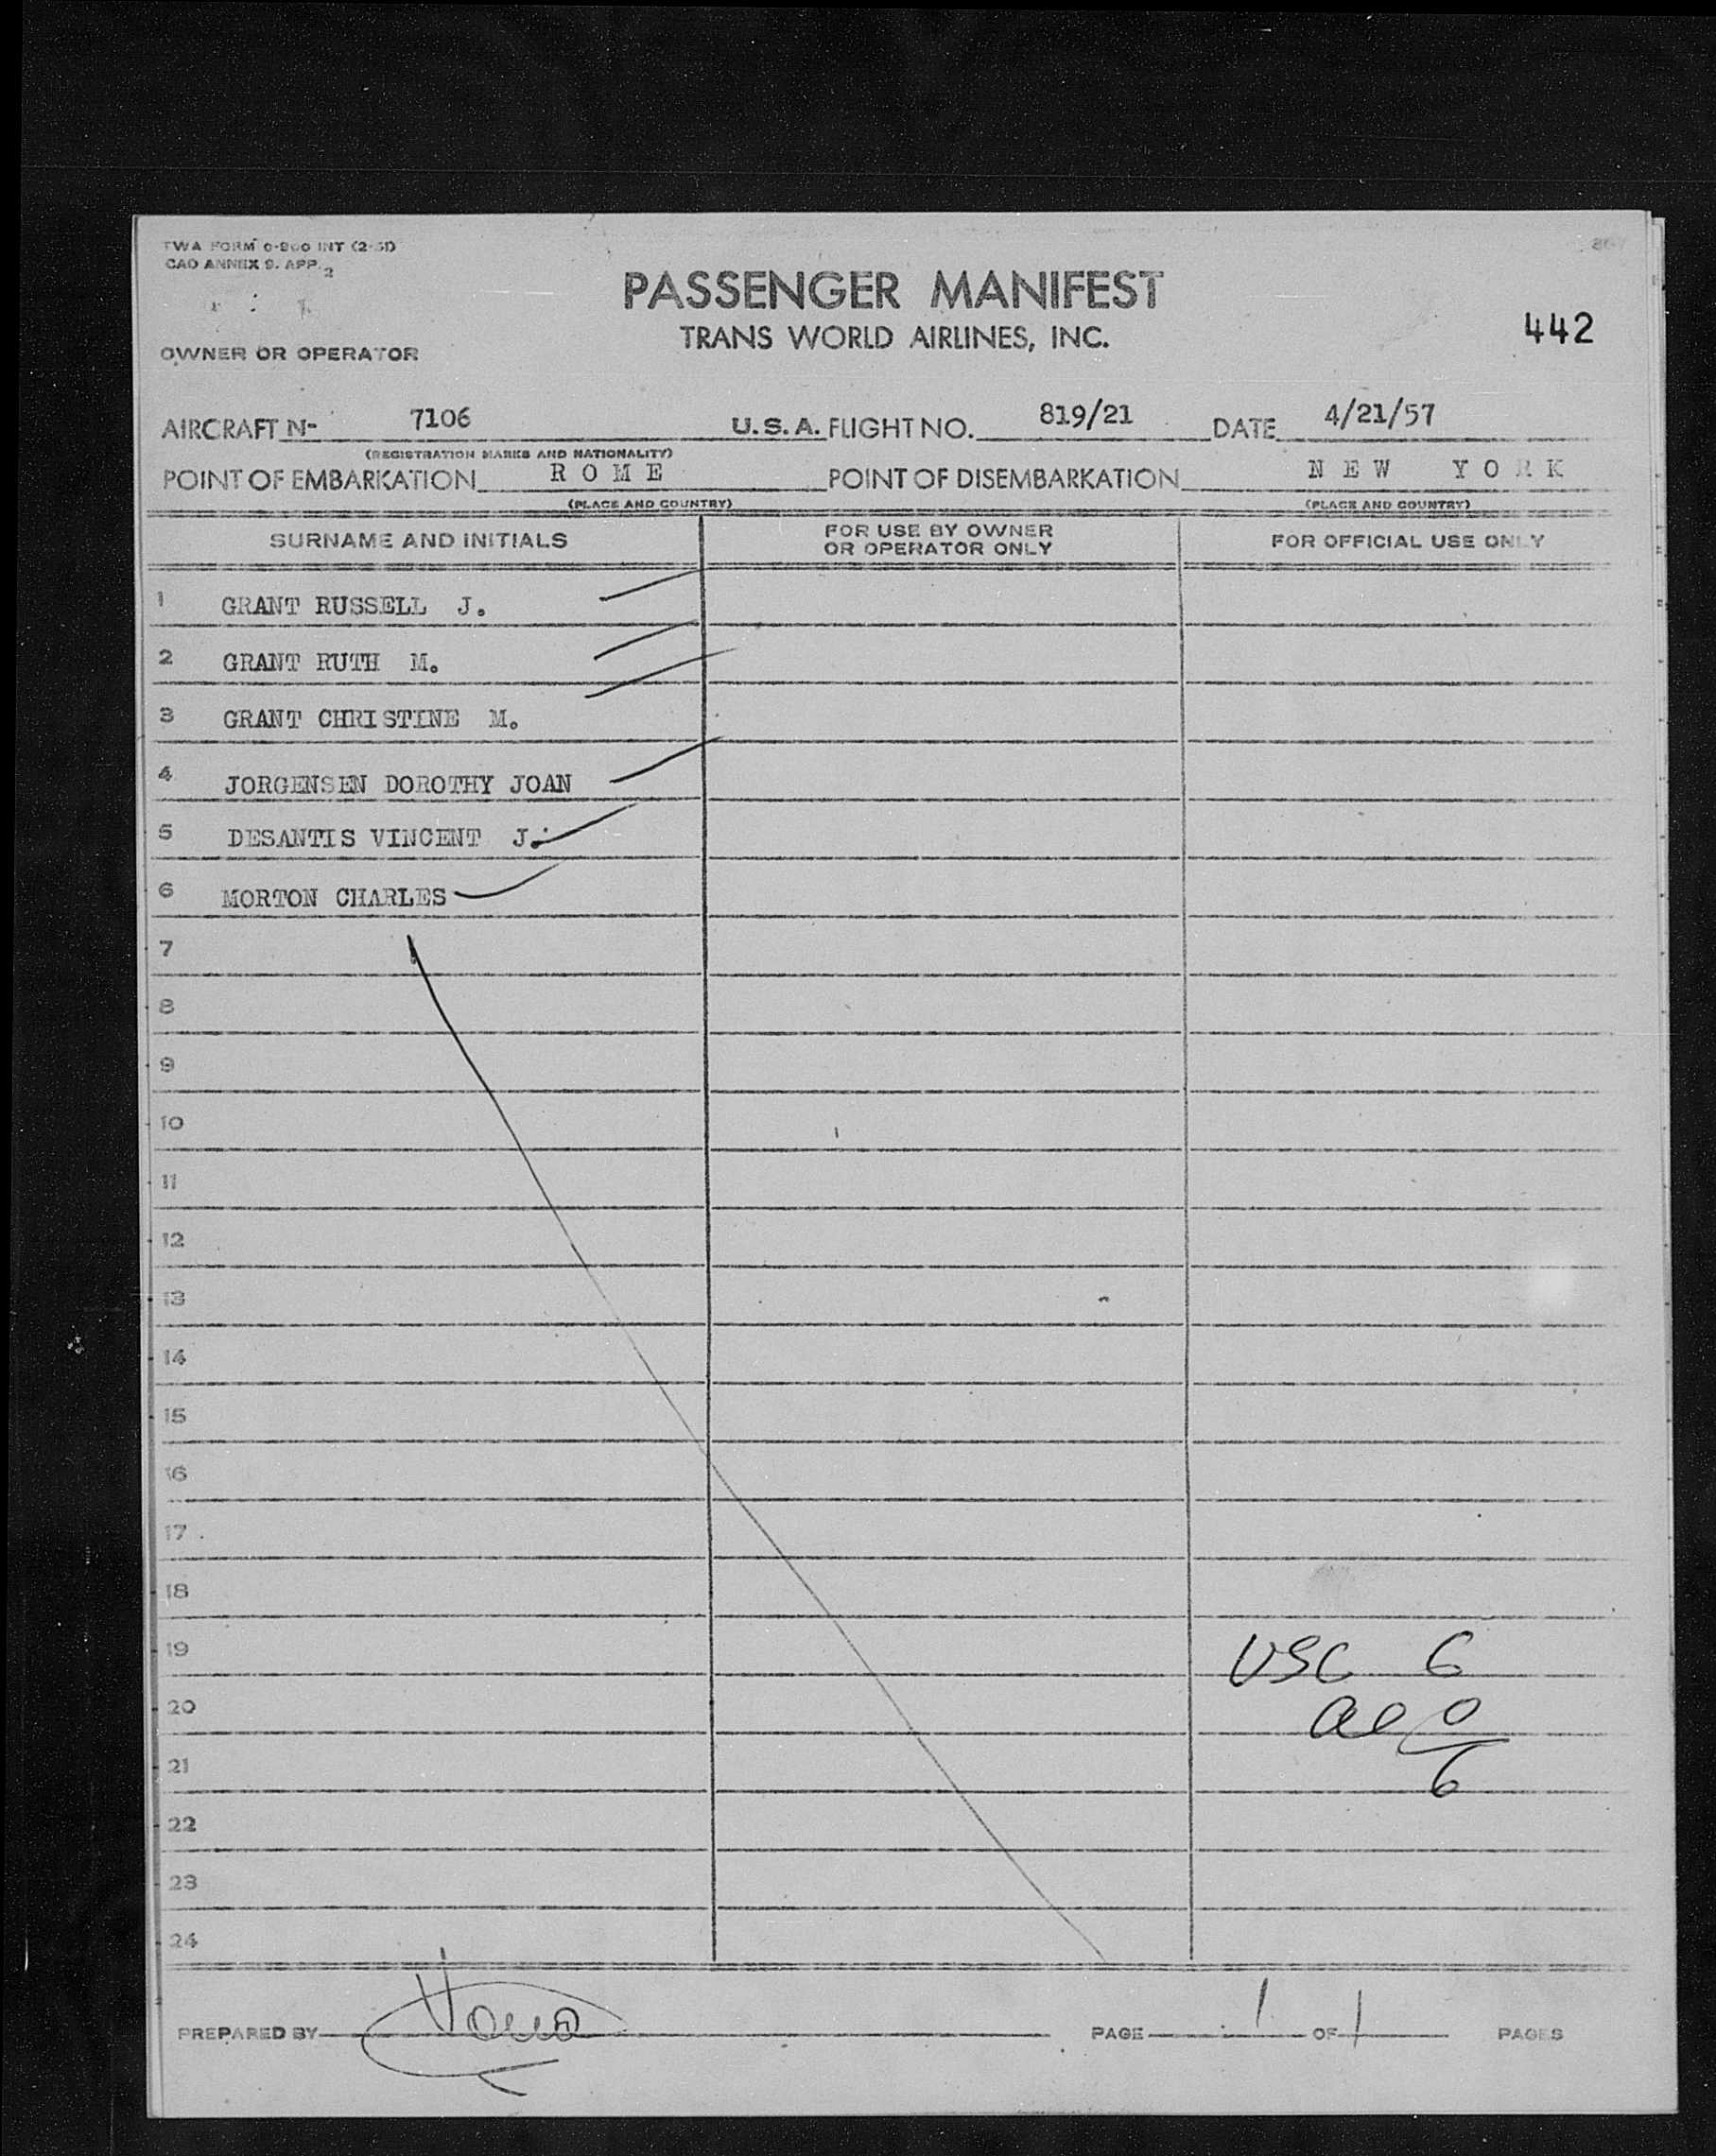 TWA FORM 0-800 INT (2-51)
CAO ANNEX 9. APP. 2
PASSENGER MANIFEST
TRANS WORLD AIRLINES, INC.
442
OWNER OR OPERATOR
AIRCRAFT N- 7106 U.S.A. FLIGHT NO. 819/21 DATE 4/21/57
(REGISTRATION MARKS AND NATIONALITY)
POINT OF EMBARKATION ROME POINT OF DISEMBARKATION NEW YORK
(PLACE AND COUNTRY) (PLACE AND COUNTRY)
SURNAME AND INITIALS FOR USE BY OWNER OR OPERATOR ONLY FOR OFFICIAL USE ONLY
1 GRANT RUSSELL J.
2 GRANT RUTH M.
3 GRANT CHRISTINE M.
4 JORGENSEN DOROTHY JOAN
5 DESANTIS VINCENT J.
6 MORTON CHARLES
7
8
9
10
11
12
13
14
15
16
17
18
19 USC 6
20 al 0
21 6
22
23
24
PREPARED BY PAGE 1 OF 1 PAGES